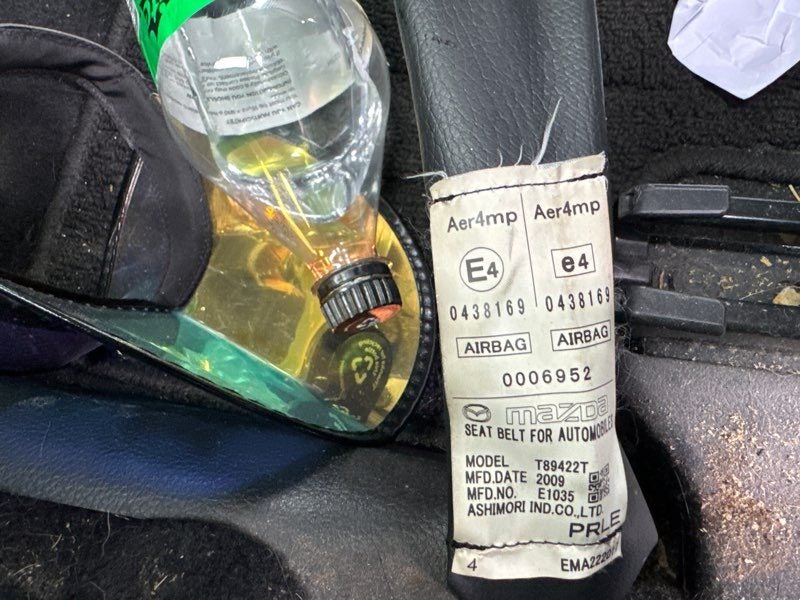 Aer4mp Aer4mp
E4 e4
0438169 0438169
AIRBAG AIRBAG
0006952
mazda
SEAT BELT FOR AUTOMOBILES
MODEL T89422T
MFD.DATE 2009
MFD.NO. E1035
ASHIMORI IND.CO.,LTD.
PRLE
4